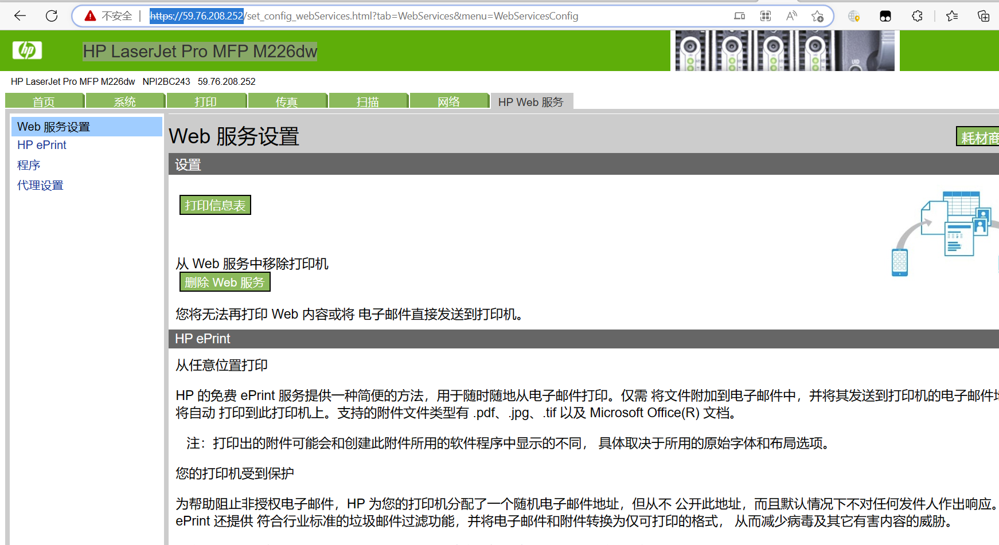 不安全 https://59.76.208.252/set_config_webServices.html?tab=WebServices&menu=WebServicesConfig
hp HP LaserJet Pro MFP M226dw
UID
HP LaserJet Pro MFP M226dw NPI2BC243 59.76.208.252
首页 系统 打印 传真 扫描 网络 HP Web 服务
Web 服务设置
HP ePrint
程序
代理设置
Web 服务设置
耗材商
设置
打印信息表
从 Web 服务中移除打印机
删除 Web 服务
您将无法再打印 Web 内容或将 电子邮件直接发送到打印机。
HP ePrint
从任意位置打印
HP 的免费 ePrint 服务提供一种简便的方法，用于随时随地从电子邮件打印。仅需 将文件附加到电子邮件中，并将其发送到打印机的电子邮件地
将自动 打印到此打印机上。支持的附件文件类型有 .pdf、.jpg、.tif 以及 Microsoft Office(R) 文档。
注：打印出的附件可能会和创建此附件所用的软件程序中显示的不同， 具体取决于所用的原始字体和布局选项。
您的打印机受到保护
为帮助阻止非授权电子邮件，HP 为您的打印机分配了一个随机电子邮件地址，但从不 公开此地址，而且默认情况下不对任何发件人作出响应。
ePrint 还提供 符合行业标准的垃圾邮件过滤功能，并将电子邮件和附件转换为仅可打印的格式， 从而减少病毒及其它有害内容的威胁。